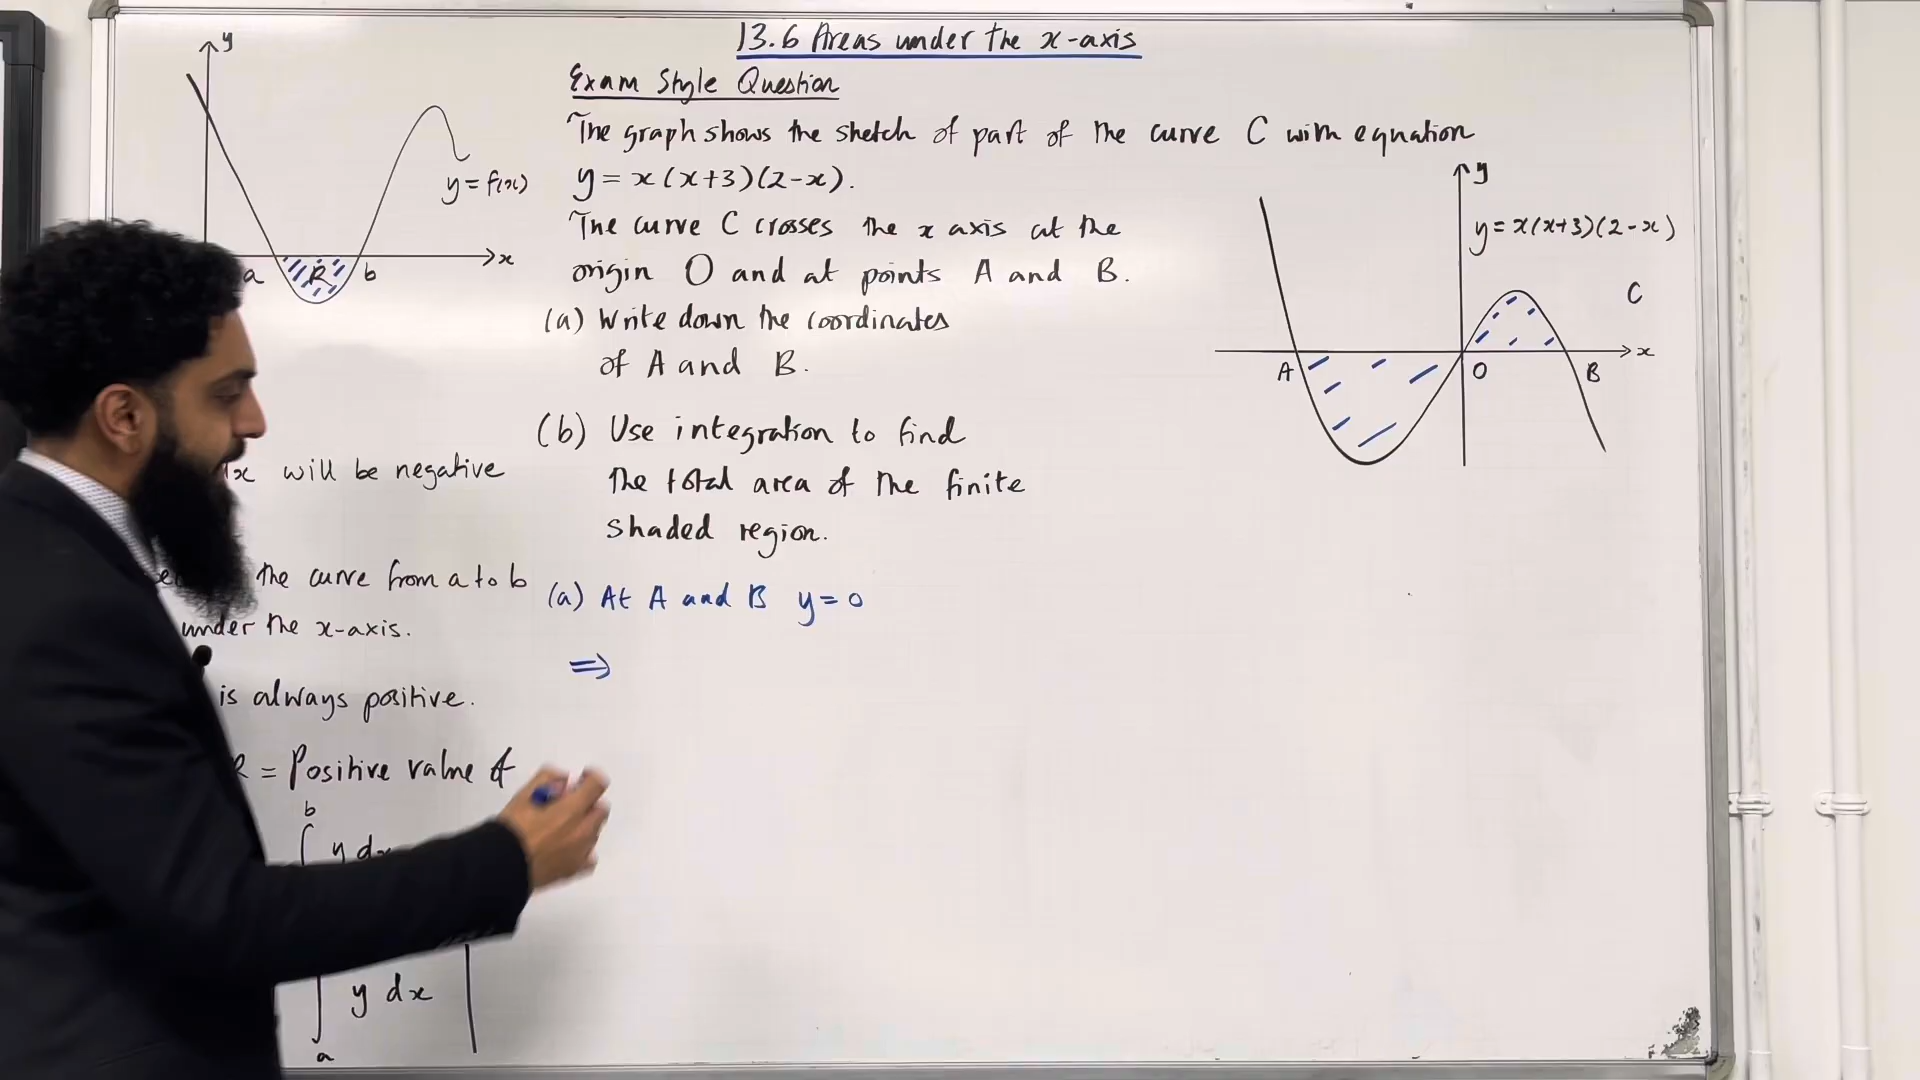 13.6 Areas under the x-axis
y
y = f(x)
x
a
R
b
dx will be negative
the curve from a to b
under the x-axis.
is always positive.
R = Positive value of
b
∫ y dx
y dx
a
Exam Style Question
The graph shows the sketch of part of the curve C with equation
y = x(x+3)(2-x).
The curve C crosses the x axis at the
origin O and at points A and B.
(a) Write down the coordinates
of A and B.
(b) Use integration to find
the total area of the finite
shaded region.
(a) At A and B y=0
⇒
y
y = x(x+3)(2-x)
C
x
A
O
B